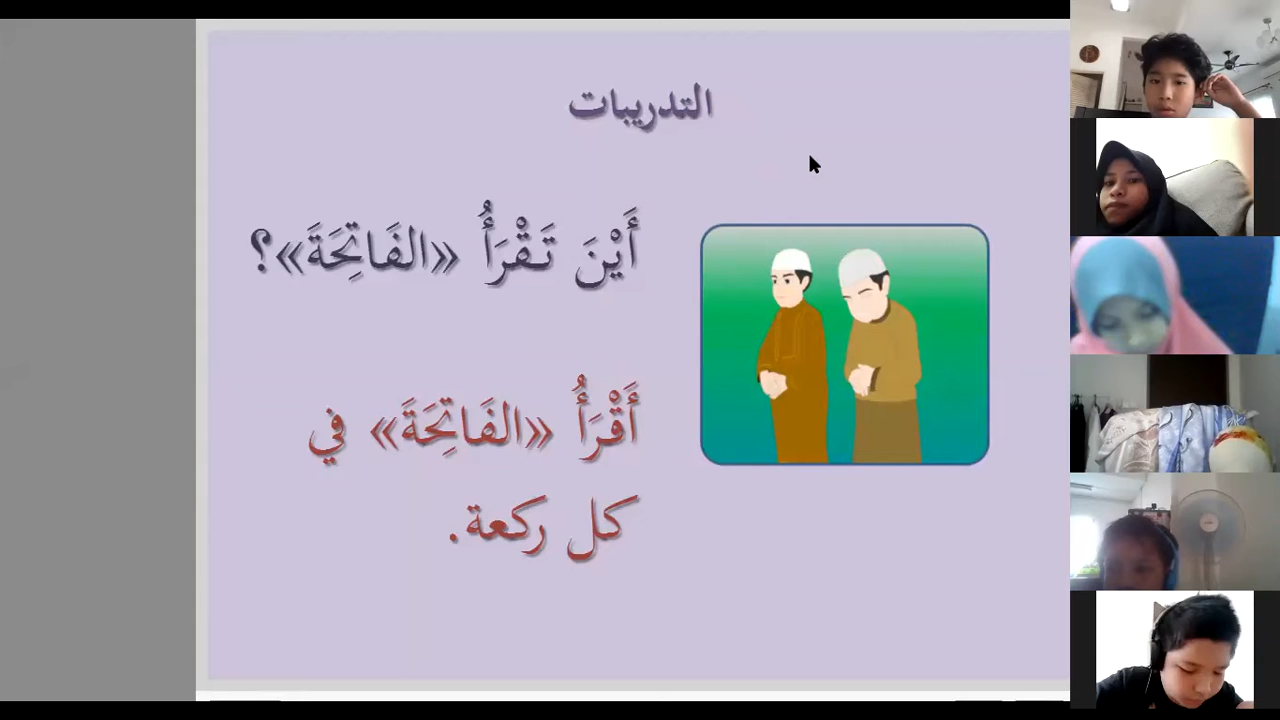 التدريبات
أَيْنَ تَقْرَأُ «الفَاتِحَةَ»؟
أَقْرَأُ «الفَاتِحَةَ» في
كل ركعة.